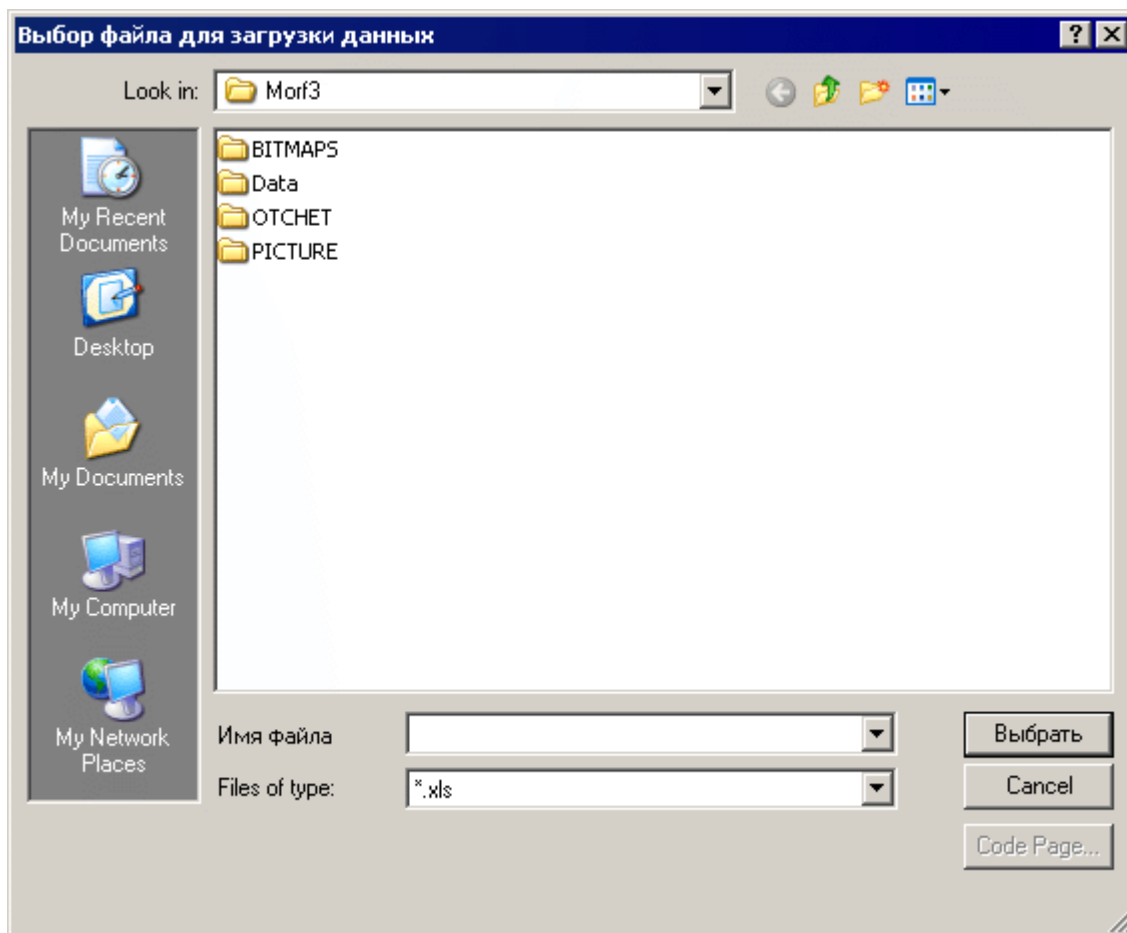 Выбор файла для загрузки данных
Look in:
Morf3
My Recent
Documents
Desktop
My Documents
My Computer
My Network
Places
BITMAPS
Data
OTCHET
PICTURE
Имя файла
Выбрать
Files of type:
*.xls
Cancel
Code Page...